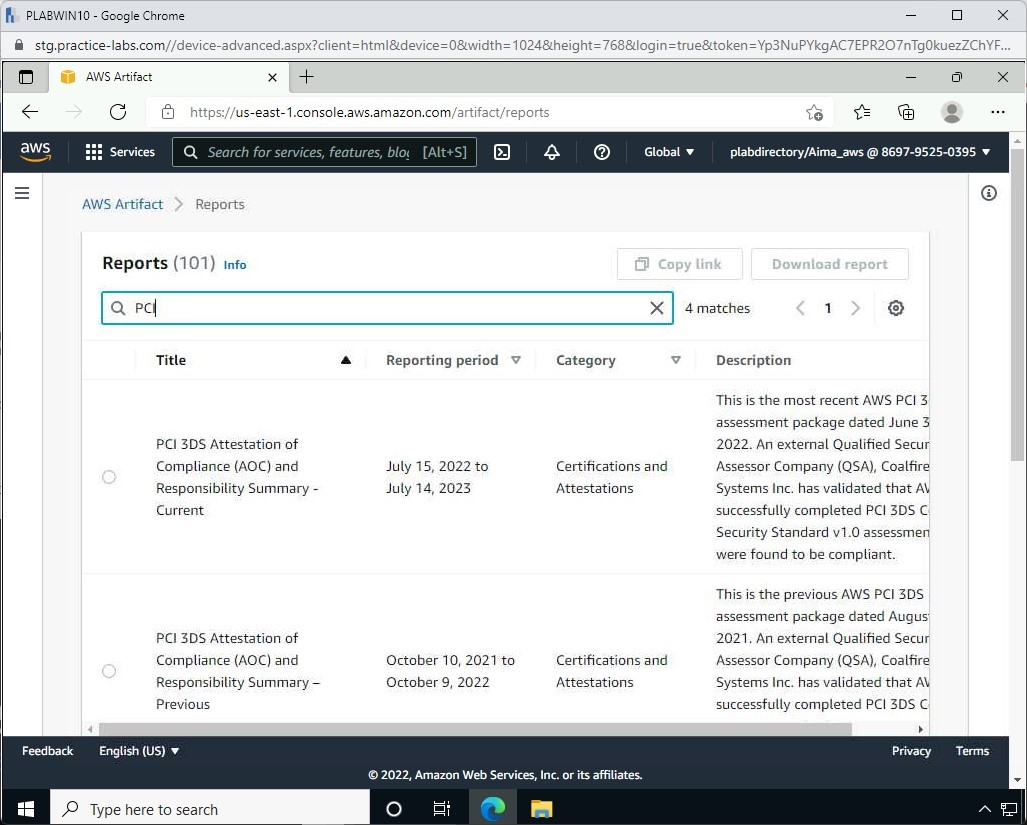 PLABWIN10 - Google Chrome
stg.practice-labs.com//device-advanced.aspx?client=html&device=0&width=1024&height=768&login=true&token=Yp3NuPYkgAC7EPR2O7nTg0kuezZChYF...
AWS Artifact
https://us-east-1.console.aws.amazon.com/artifact/reports
aws Services Search for services, features, blog [Alt+S] Global plabdirectory/Aima_aws @ 8697-9525-0395
AWS Artifact Reports
Reports (101) Info Copy link Download report
PCI 4 matches 1
Title Reporting period Category Description
PCI 3DS Attestation of
Compliance (AOC) and
Responsibility Summary -
Current
July 15, 2022 to
July 14, 2023
Certifications and
Attestations
This is the most recent AWS PCI 3
assessment package dated June 3
2022. An external Qualified Secur
Assessor Company (QSA), Coalfire
Systems Inc. has validated that AW
successfully completed PCI 3DS C
Security Standard v1.0 assessmen
were found to be compliant.
PCI 3DS Attestation of
Compliance (AOC) and
Responsibility Summary –
Previous
October 10, 2021 to
October 9, 2022
Certifications and
Attestations
This is the previous AWS PCI 3DS
assessment package dated Augus
2021. An external Qualified Secur
Assessor Company (QSA), Coalfire
Systems Inc. has validated that AW
successfully completed PCI 3DS C
Feedback English (US) Privacy Terms
© 2022, Amazon Web Services, Inc. or its affiliates.
Type here to search